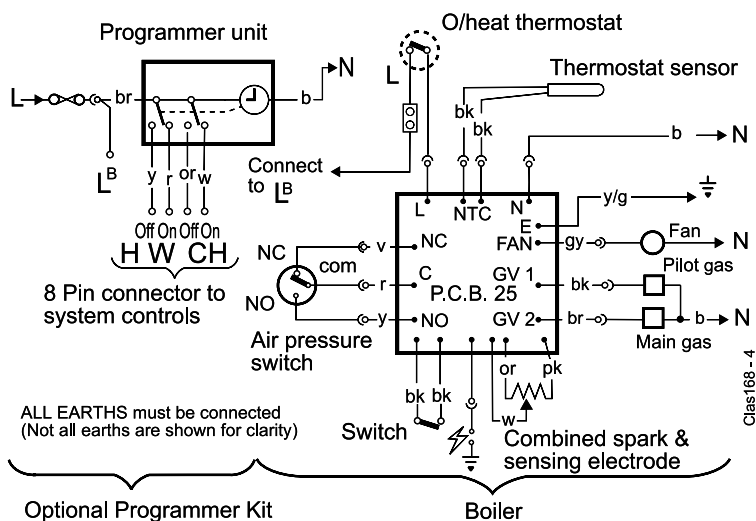 O/heat thermostat
Programmer unit
L
N
br
b
L
Thermostat sensor
bk
bk
b
N
Connect
to LB
LB
y
r
or
w
Off On Off On
H W CH
8 Pin connector to
system controls
L
NTC
N
E
y/g
FAN
gy
Fan
N
Pilot gas
NC
v
NC
com
C
r
GV 1
bk
P.C.B. 25
NO
y
NO
GV 2
br
b
N
Main gas
Air pressure
switch
or
pk
bk
bk
w
Switch
Combined spark &
sensing electrode
ALL EARTHS must be connected
(Not all earths are shown for clarity)
Clas168 - 4
Optional Programmer Kit
Boiler